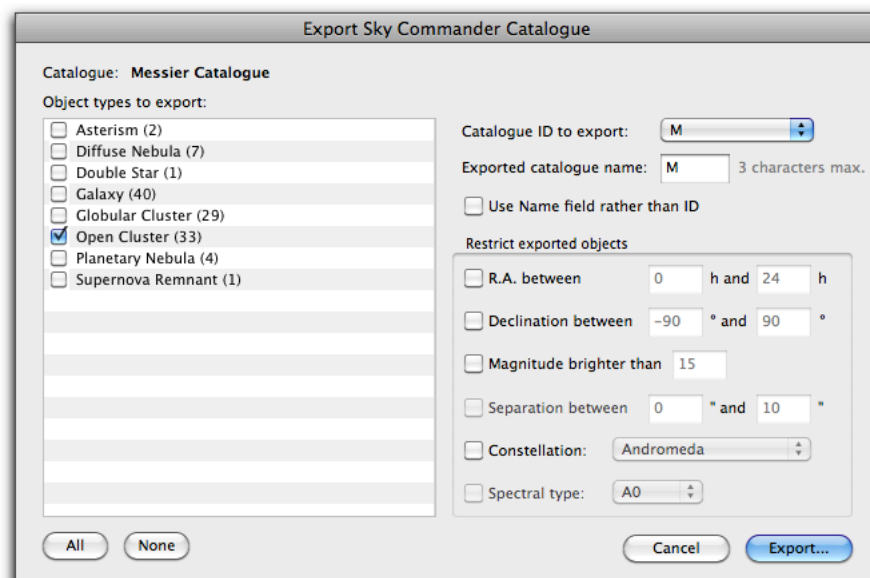 Export Sky Commander Catalogue
Catalogue: Messier Catalogue
Object types to export:
Asterism (2)
Diffuse Nebula (7)
Double Star (1)
Galaxy (40)
Globular Cluster (29)
Open Cluster (33)
Planetary Nebula (4)
Supernova Remnant (1)
All None
Catalogue ID to export: M
Exported catalogue name: M 3 characters max.
Use Name field rather than ID
Restrict exported objects
R.A. between 0 h and 24 h
Declination between -90 ° and 90 °
Magnitude brighter than 15
Separation between 0 " and 10 "
Constellation: Andromeda
Spectral type: A0
Cancel Export...